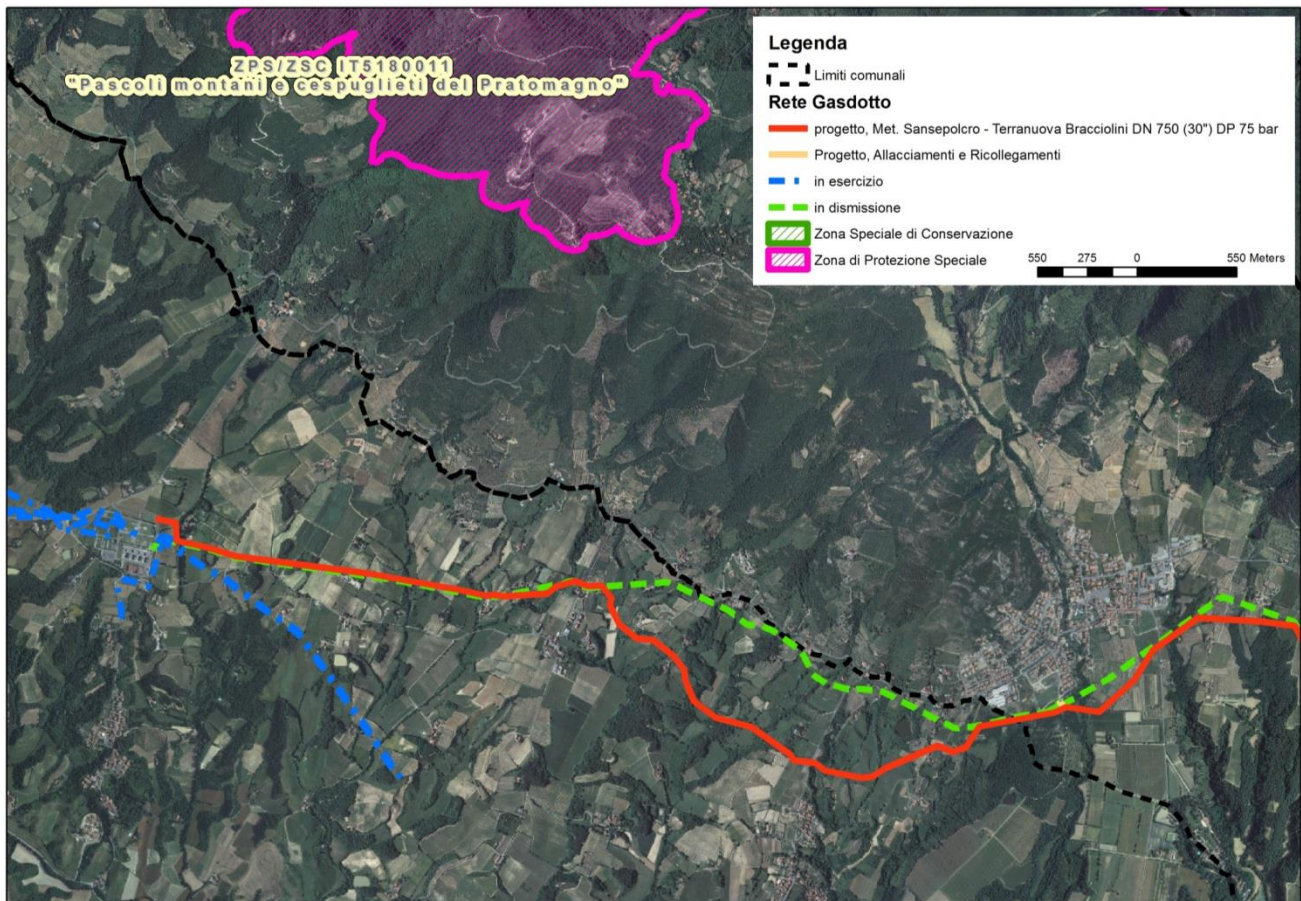 ZPS/ZSC IT5180011
"Pascoli montani e cespuglieti del Pratomagno"
Legenda
Limiti comunali
Rete Gasdotto
progetto, Met. Sansepolcro - Terranuova Bracciolini DN 750 (30") DP 75 bar
Progetto, Allacciamenti e Ricollegamenti
in esercizio
in dismissione
Zona Speciale di Conservazione
Zona di Protezione Speciale
550 275 0 550 Meters